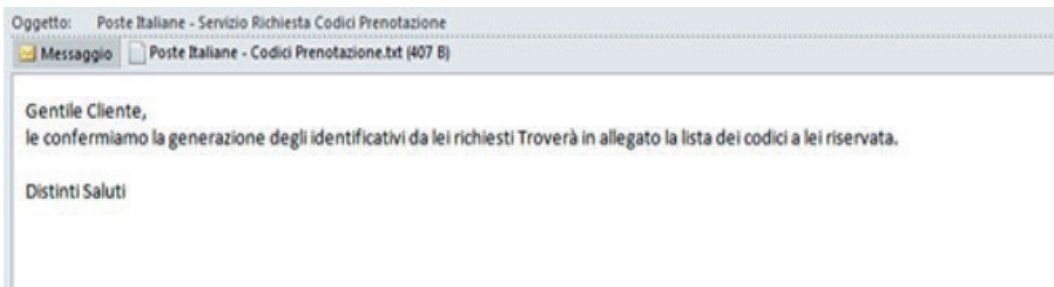 Oggetto: Poste Italiane - Servizio Richiesta Codici Prenotazione
Messaggio Poste Italiane - Codici Prenotazione.txt (407 B)
Gentile Cliente,
le confermiamo la generazione degli identificativi da lei richiesti Troverà in allegato la lista dei codici a lei riservata.
Distinti Saluti